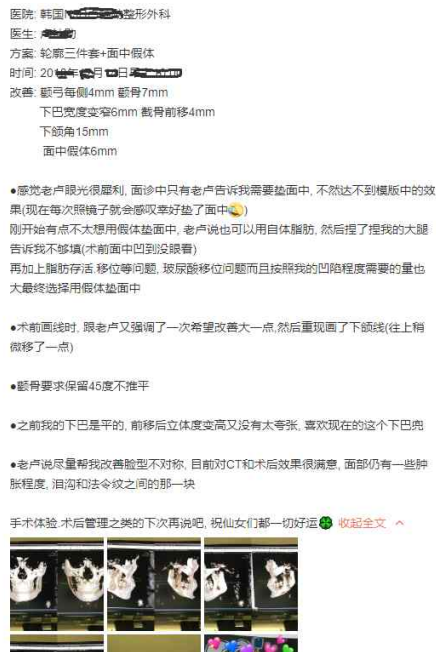 医院: 韩国 整形外科
医生:
方案: 轮廓三件套+面中假体
时间: 20 月 日
改善: 颧弓每侧4mm 颧骨7mm
下巴宽度变窄6mm 截骨前移4mm
下颌角15mm
面中假体6mm
●感觉老卢眼光很犀利, 面诊中只有老卢告诉我需要垫面中, 不然达不到模版中的效
果(现在每次照镜子就会感叹幸好垫了面中)
刚开始有点不太想用假体垫面中, 老卢说也可以用自体脂肪, 然后捏了捏我的大腿
告诉我不够填(术前面中凹到没眼看)
再加上脂肪存活.移位等问题, 玻尿酸移位问题而且按照我的凹陷程度需要的量也
大最终选择用假体垫面中
●术前画线时, 跟老卢又强调了一次希望改善大一点,然后重现画了下颌线(往上稍
微移了一点)
●颧骨要求保留45度不推平
●之前我的下巴是平的, 前移后立体度变高又没有太夸张, 喜欢现在的这个下巴兜
●老卢说尽量帮我改善脸型不对称, 目前对CT和术后效果很满意, 面部仍有一些肿
胀程度, 泪沟和法令纹之间的那一块
手术体验.术后管理之类的下次再说吧, 祝仙女们都一切好运 收起全文